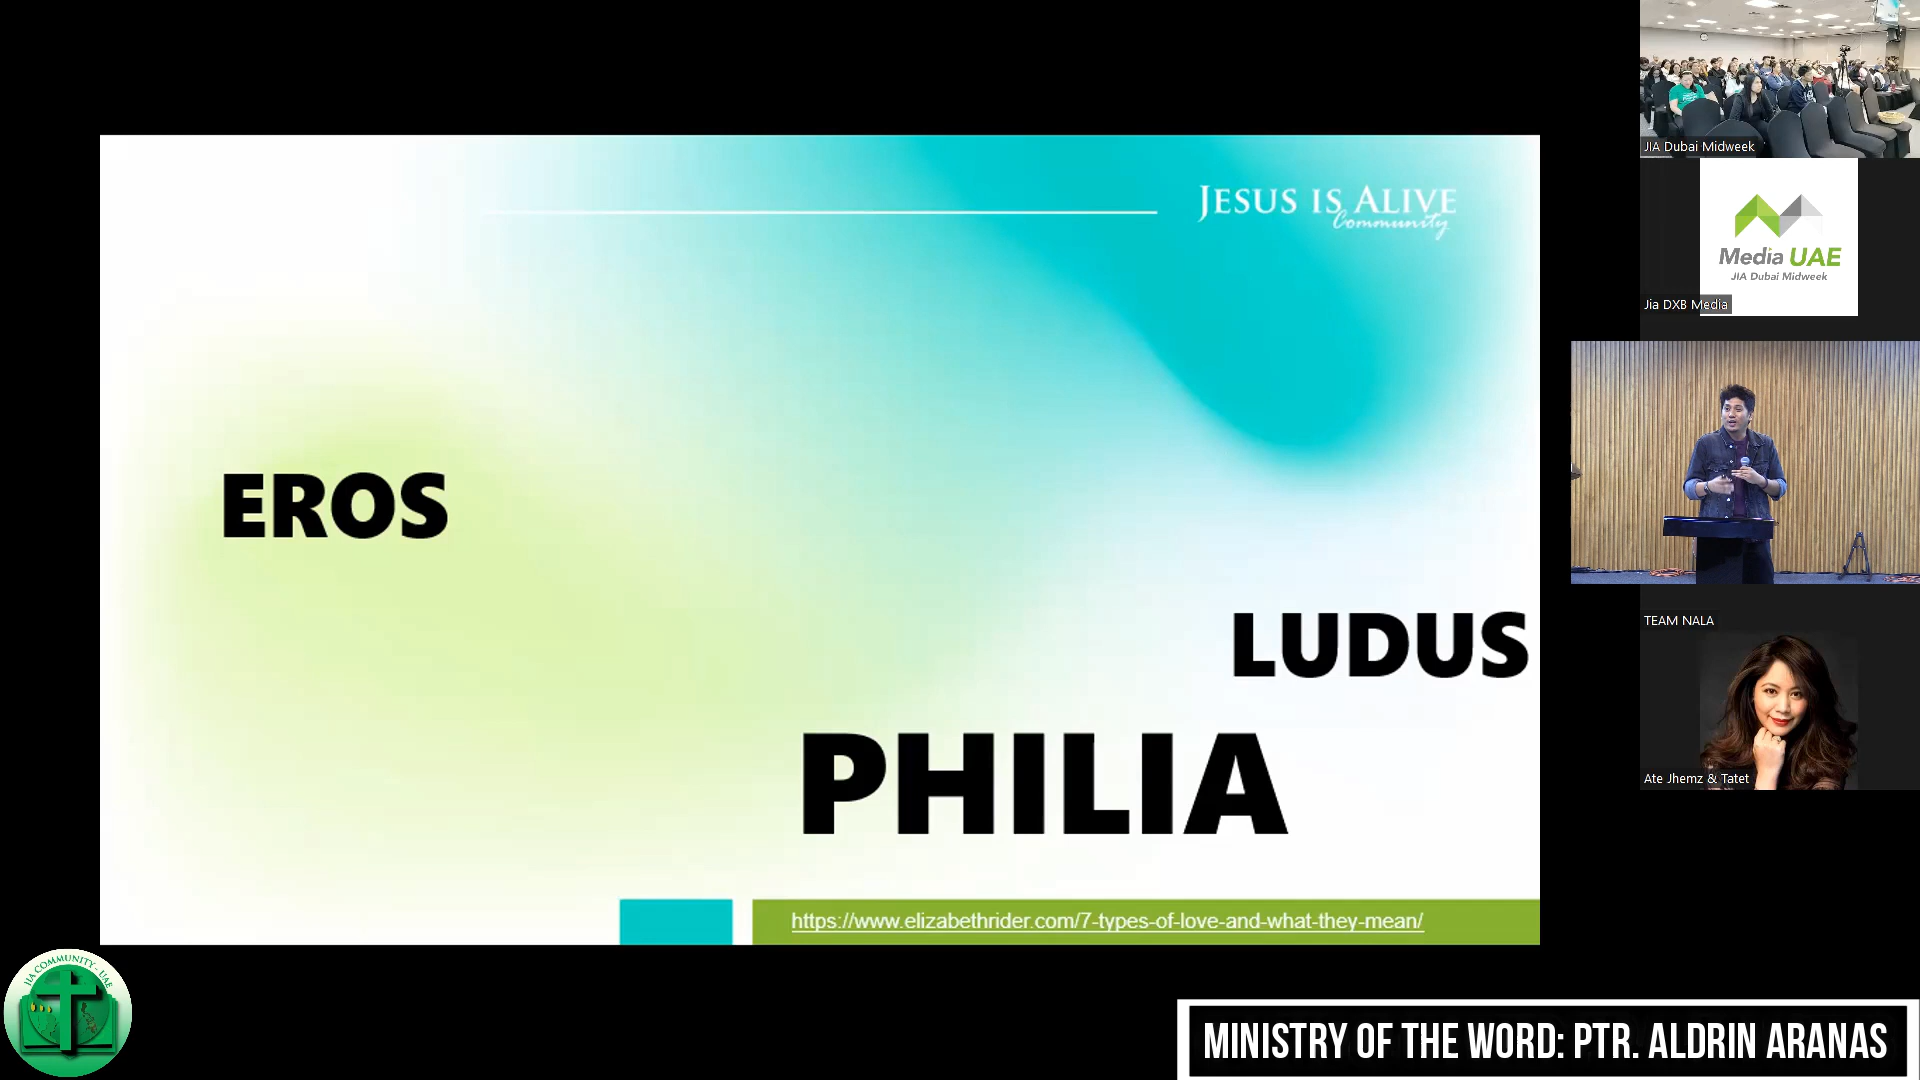 JESUS IS ALIVE
Community
EROS
LUDUS
PHILIA
https://www.elizabethrider.com/7-types-of-love-and-what-they-mean/
JIA Dubai Midweek
Media UAE
JIA Dubai Midweek
Jia DXB Media
TEAM NALA
Ate Jhemz & Tatet
JIA COMMUNITY - UAE
MINISTRY OF THE WORD: PTR. ALDRIN ARANAS